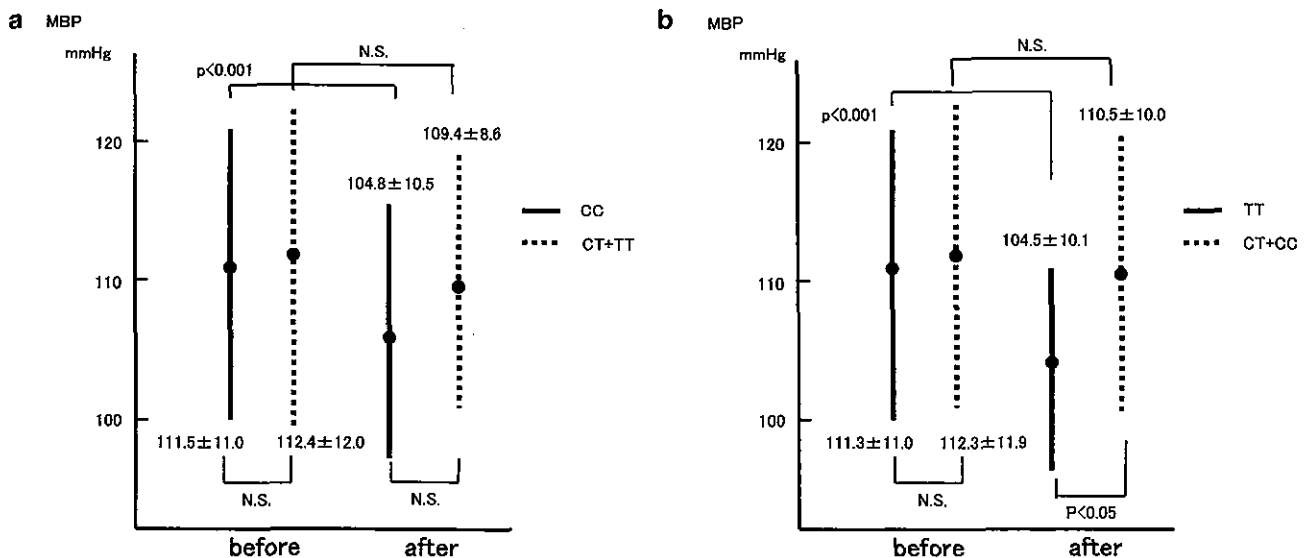 a MBP
mmHg
N.S.
p<0.001
120
109.4±8.6
104.8±10.5
CC
CT+TT
110
100
111.5±11.0
112.4±12.0
N.S.
N.S.
before
after
b MBP
mmHg
N.S.
p<0.001
120
110.5±10.0
104.5±10.1
TT
CT+CC
110
100
111.3±11.0
112.3±11.9
N.S.
P<0.05
before
after